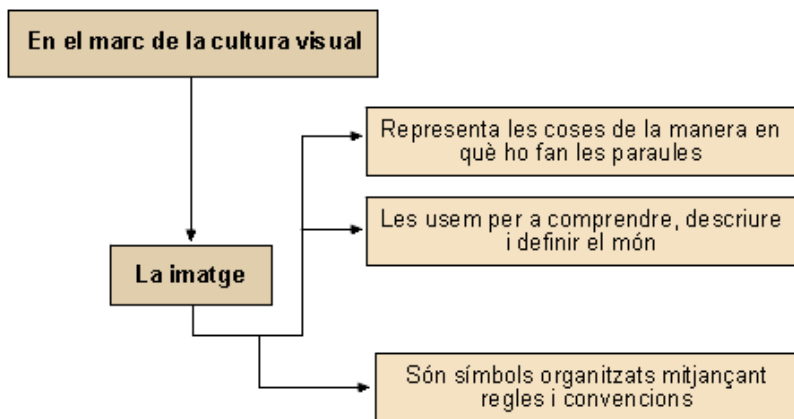 En el marc de la cultura visual
Representa les coses de la manera en
què ho fan les paraules
Les usem per a comprendre, descriure
i definir el món
La imatge
Són símbols organitzats mitjançant
regles i convencions